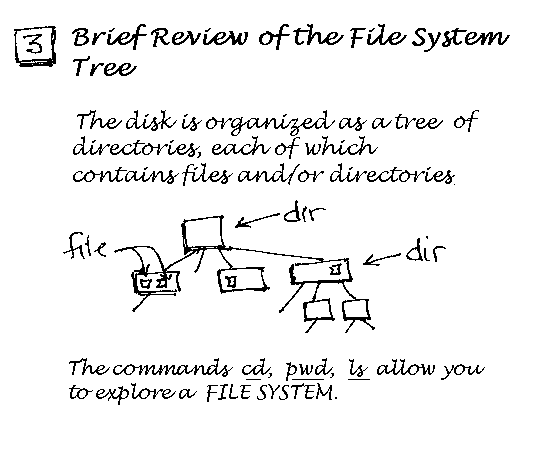 3 Brief Review of the File System
Tree
The disk is organized as a tree of
directories, each of which
contains files and/or directories.
dir
file
dir
The commands cd, pwd, ls allow you
to explore a FILE SYSTEM.